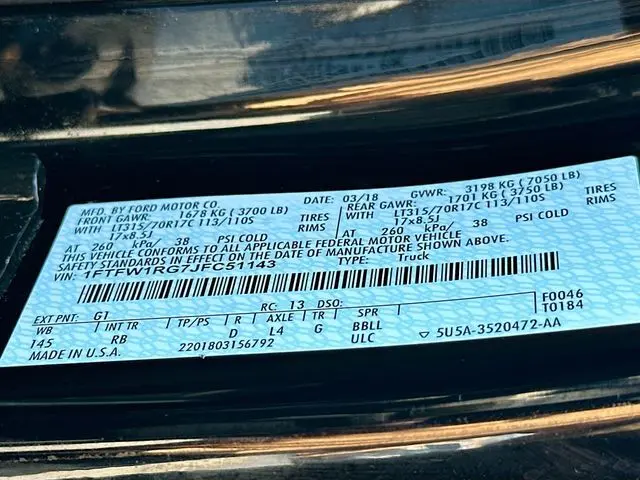 MFD. BY FORD MOTOR CO. DATE: 03/18 GVWR: 3198 KG ( 7050 LB)
FRONT GAWR: 1678 KG ( 3700 LB) REAR GAWR: 1701 KG ( 3750 LB)
WITH LT315/70R17C 113/110S TIRES WITH LT315/70R17C 113/110S TIRES
17x8.5J RIMS 17x8.5J RIMS
AT 260 kPa/ 38 PSI COLD AT 260 kPa/ 38 PSI COLD
THIS VEHICLE CONFORMS TO ALL APPLICABLE FEDERAL MOTOR VEHICLE
SAFETY STANDARDS IN EFFECT ON THE DATE OF MANUFACTURE SHOWN ABOVE.
VIN: 1FTFW1RG7JFC51143 TYPE: Truck
EXT PNT: G1 RC: 13 DSO:
WB INT TR TP/PS R AXLE TR SPR F0046
145 RB D L4 G BBLL T0184
ULC
MADE IN U.S.A. 2201803156792 5U5A-3520472-AA